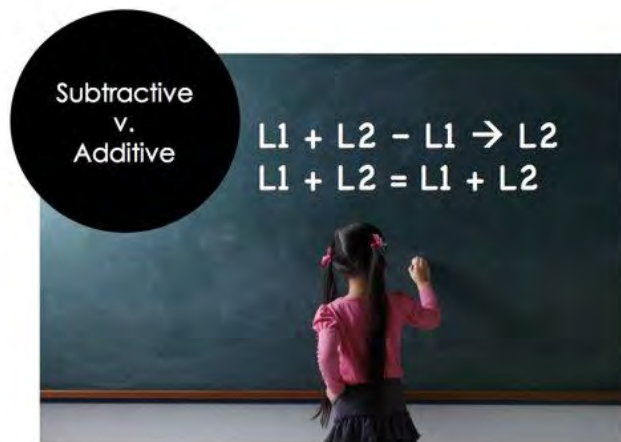 Subtractive
v.
Additive
L1 + L2 - L1 → L2
L1 + L2 = L1 + L2